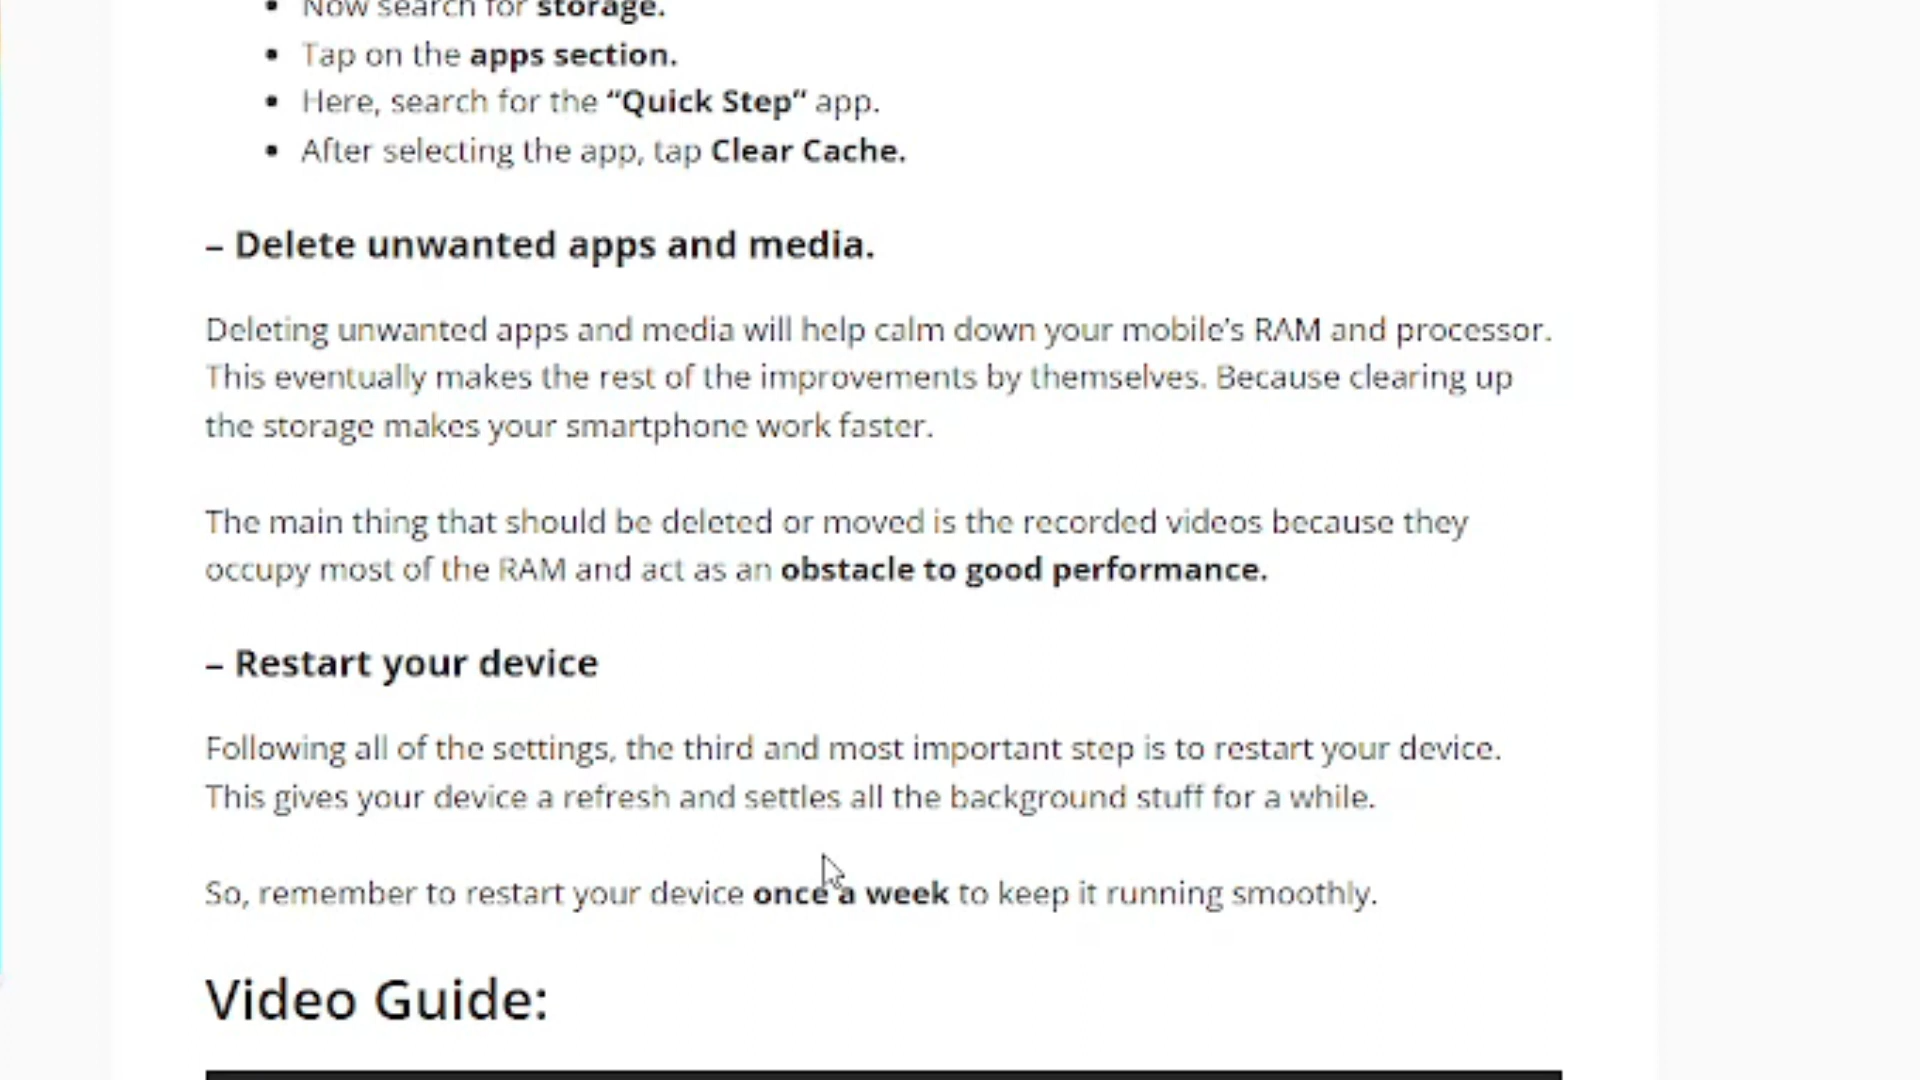 • Now search for storage.
• Tap on the apps section.
• Here, search for the “Quick Step” app.
• After selecting the app, tap Clear Cache.
– Delete unwanted apps and media.
Deleting unwanted apps and media will help calm down your mobile’s RAM and processor.
This eventually makes the rest of the improvements by themselves. Because clearing up
the storage makes your smartphone work faster.
The main thing that should be deleted or moved is the recorded videos because they
occupy most of the RAM and act as an obstacle to good performance.
– Restart your device
Following all of the settings, the third and most important step is to restart your device.
This gives your device a refresh and settles all the background stuff for a while.
So, remember to restart your device once a week to keep it running smoothly.
Video Guide: